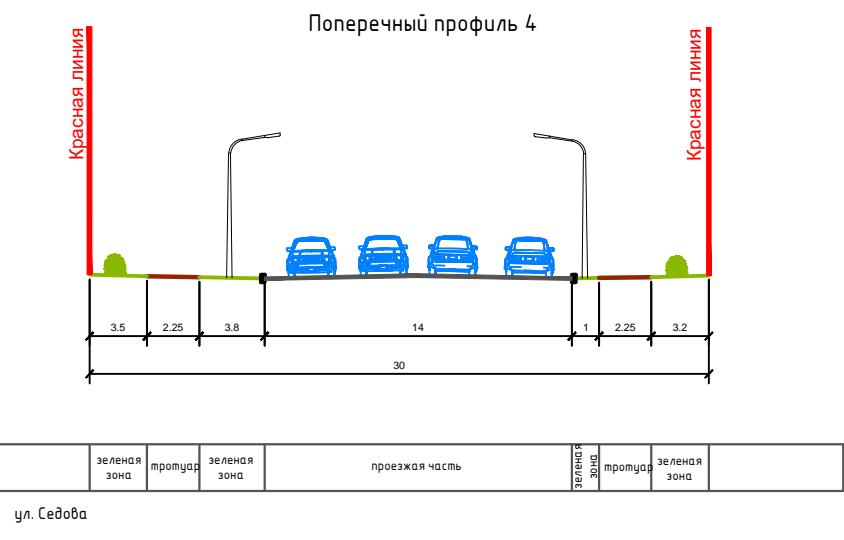 Поперечный профиль 4
Красная линия
Красная линия
3.5
2.25
3.8
14
1
2.25
3.2
30
зеленая
зона
тротуар
зеленая
зона
проезжая часть
зеленая
зона
тротуар
зеленая
зона
ул. Седова